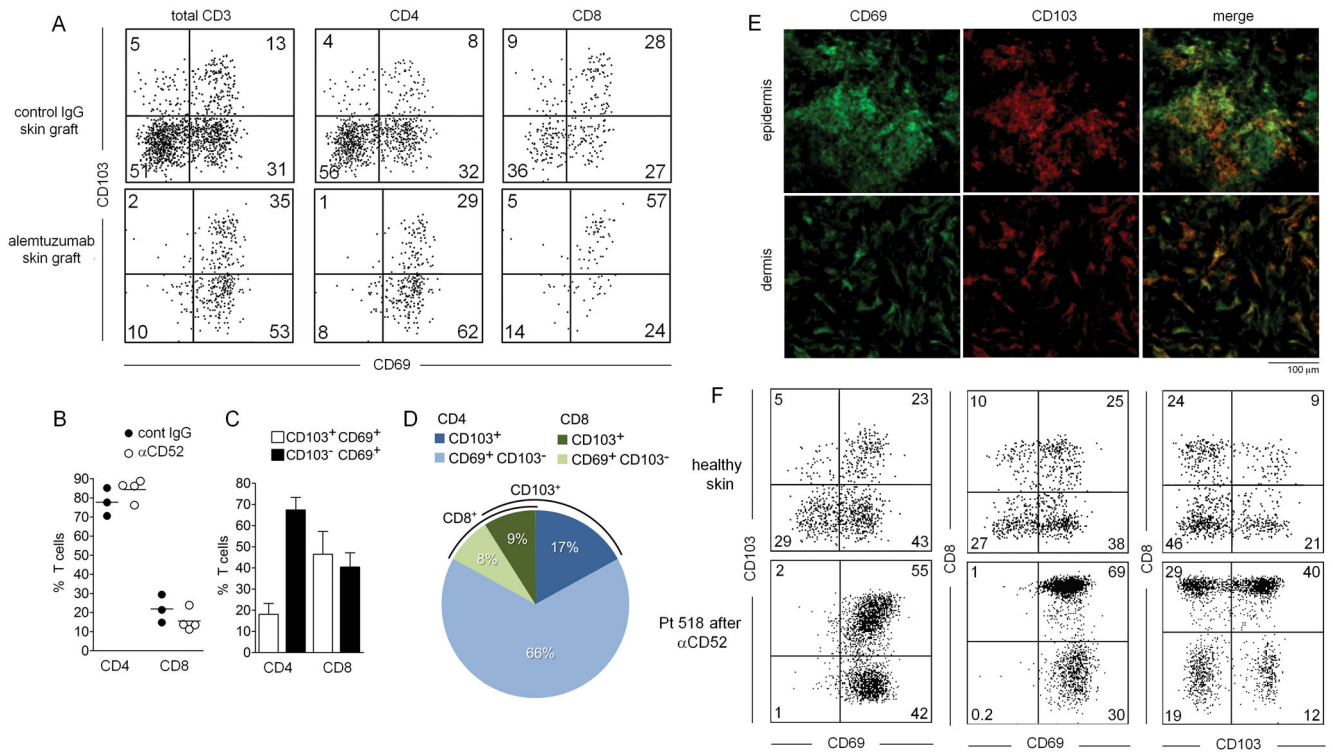 A
total CD3
CD4
CD8
control IgG
skin graft
alemtuzumab
skin graft
CD103
5 13
51 31
4 8
56 32
9 28
36 27
2 35
10 53
1 29
8 62
5 57
14 24
CD69
B
cont IgG
αCD52
% T cells
90
80
70
60
50
40
30
20
10
0
CD4 CD8
C
CD103+ CD69+
CD103- CD69+
% T cells
80
70
60
50
40
30
20
10
0
CD4 CD8
D
CD4 CD8
CD103+ CD103+
CD69+ CD103- CD69+ CD103-
CD103+
CD8+
9%
17%
8%
66%
E
CD69 CD103 merge
epidermis
dermis
100 μm
F
healthy
skin
Pt 518 after
αCD52
CD103
5 23
29 43
2 55
1 42
CD69
CD8
10 25
27 38
1 69
0.2 30
CD69
CD8
24 9
46 21
29 40
19 12
CD103